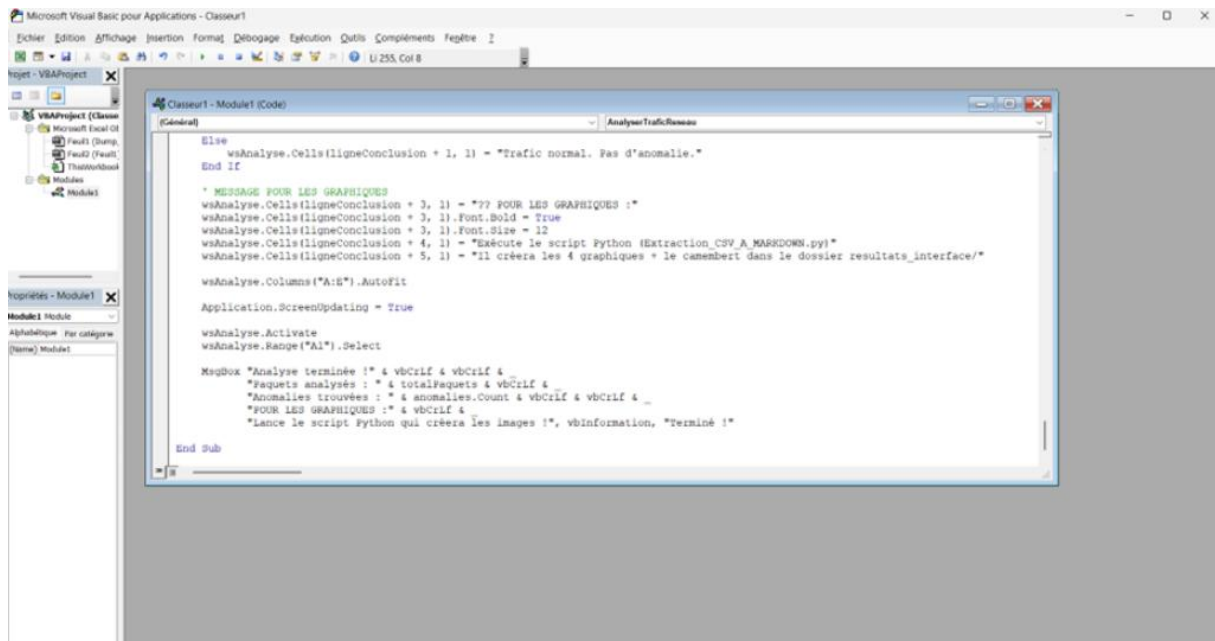 Microsoft Visual Basic pour Applications - Classeur1
Fichier Edition Affichage Insertion Format Débogage Exécution Outils Compléments Fenêtre ?
Li 255, Col 8
Projet - VBAProject
VBAProject (Classe
Microsoft Excel Ob
Feuil1 (Dump,
Feuil2 (Feuil1
ThisWorkbook
Modules
Module1
Propriétés - Module1
Module1 Module
Alphabétique Par catégorie
(Name) Module1
Classeur1 - Module1 (Code)
(Général) AnalyserTraficReseau
Else
wsAnalyse.Cells(ligneConclusion + 1, 1) = "Trafic normal. Pas d'anomalie."
End If
' MESSAGE POUR LES GRAPHIQUES
wsAnalyse.Cells(ligneConclusion + 3, 1) = "?? POUR LES GRAPHIQUES :"
wsAnalyse.Cells(ligneConclusion + 3, 1).Font.Bold = True
wsAnalyse.Cells(ligneConclusion + 3, 1).Font.Size = 12
wsAnalyse.Cells(ligneConclusion + 4, 1) = "Exécute le script Python (Extraction_CSV_A_MARKDOWN.py)"
wsAnalyse.Cells(ligneConclusion + 5, 1) = "Il créera les 4 graphiques + le camembert dans le dossier resultats_interface/"
wsAnalyse.Columns("A:E").AutoFit
Application.ScreenUpdating = True
wsAnalyse.Activate
wsAnalyse.Range("A1").Select
MsgBox "Analyse terminée !" & vbCrLf & vbCrLf & _
"Paquets analysés : " & totalPaquets & vbCrLf & _
"Anomalies trouvées : " & anomalies.Count & vbCrLf & vbCrLf & _
"POUR LES GRAPHIQUES :" & vbCrLf & _
"Lance le script Python qui créera les images !", vbInformation, "Terminé !"
End Sub